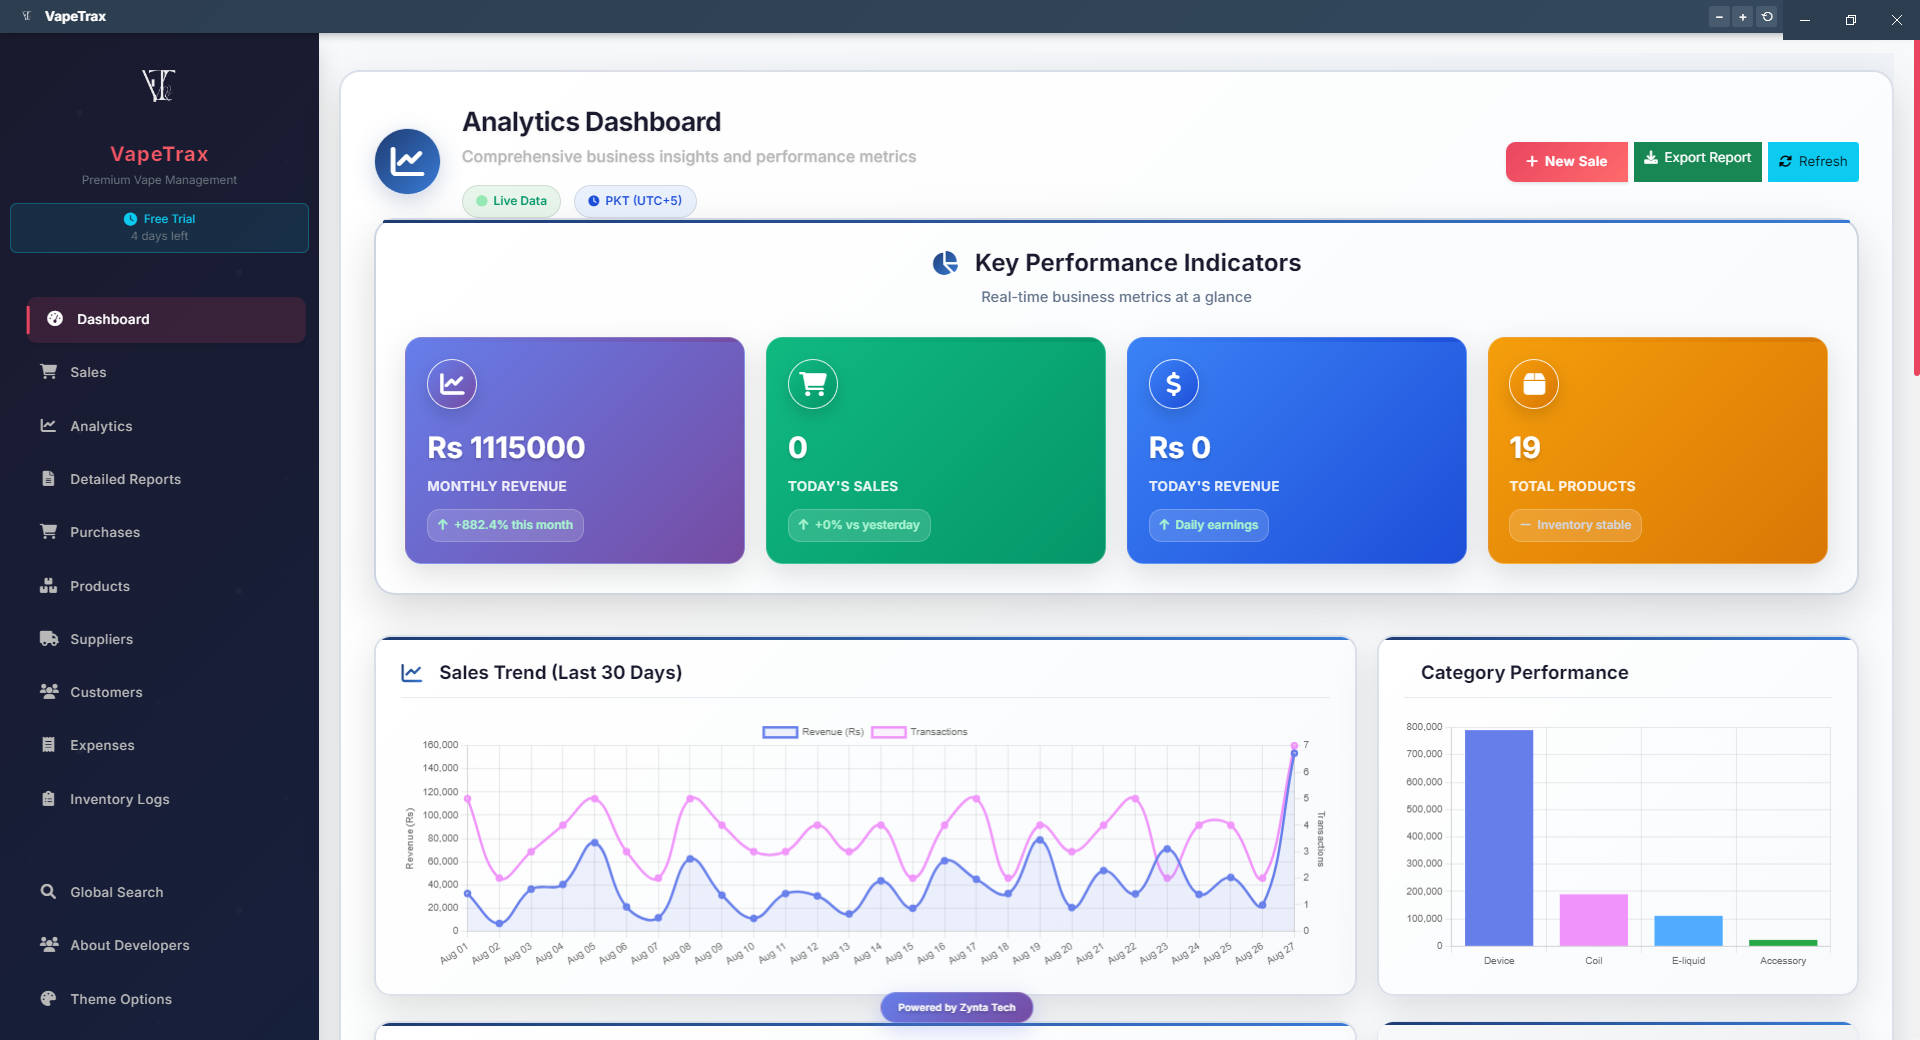 VapeTrax
VapeTrax
Premium Vape Management
Free Trial
4 days left
Dashboard
Sales
Analytics
Detailed Reports
Purchases
Products
Suppliers
Customers
Expenses
Inventory Logs
Global Search
About Developers
Theme Options
Analytics Dashboard
Comprehensive business insights and performance metrics
Live Data
PKT (UTC+5)
+ New Sale
Export Report
Refresh
Key Performance Indicators
Real-time business metrics at a glance
Rs 1115000
MONTHLY REVENUE
+882.4% this month
0
TODAY'S SALES
+0% vs yesterday
Rs 0
TODAY'S REVENUE
Daily earnings
19
TOTAL PRODUCTS
Inventory stable
Sales Trend (Last 30 Days)
Revenue (Rs)
Transactions
160,000
140,000
120,000
100,000
80,000
60,000
40,000
20,000
0
Revenue (Rs)
7
6
5
4
3
2
1
0
Transactions
Aug 01
Aug 02
Aug 03
Aug 04
Aug 05
Aug 06
Aug 07
Aug 08
Aug 09
Aug 10
Aug 11
Aug 12
Aug 13
Aug 14
Aug 15
Aug 16
Aug 17
Aug 18
Aug 19
Aug 20
Aug 21
Aug 22
Aug 23
Aug 24
Aug 25
Aug 26
Aug 27
Category Performance
800,000
700,000
600,000
500,000
400,000
300,000
200,000
100,000
0
Device
Coil
E-liquid
Accessory
Powered by Zynta Tech